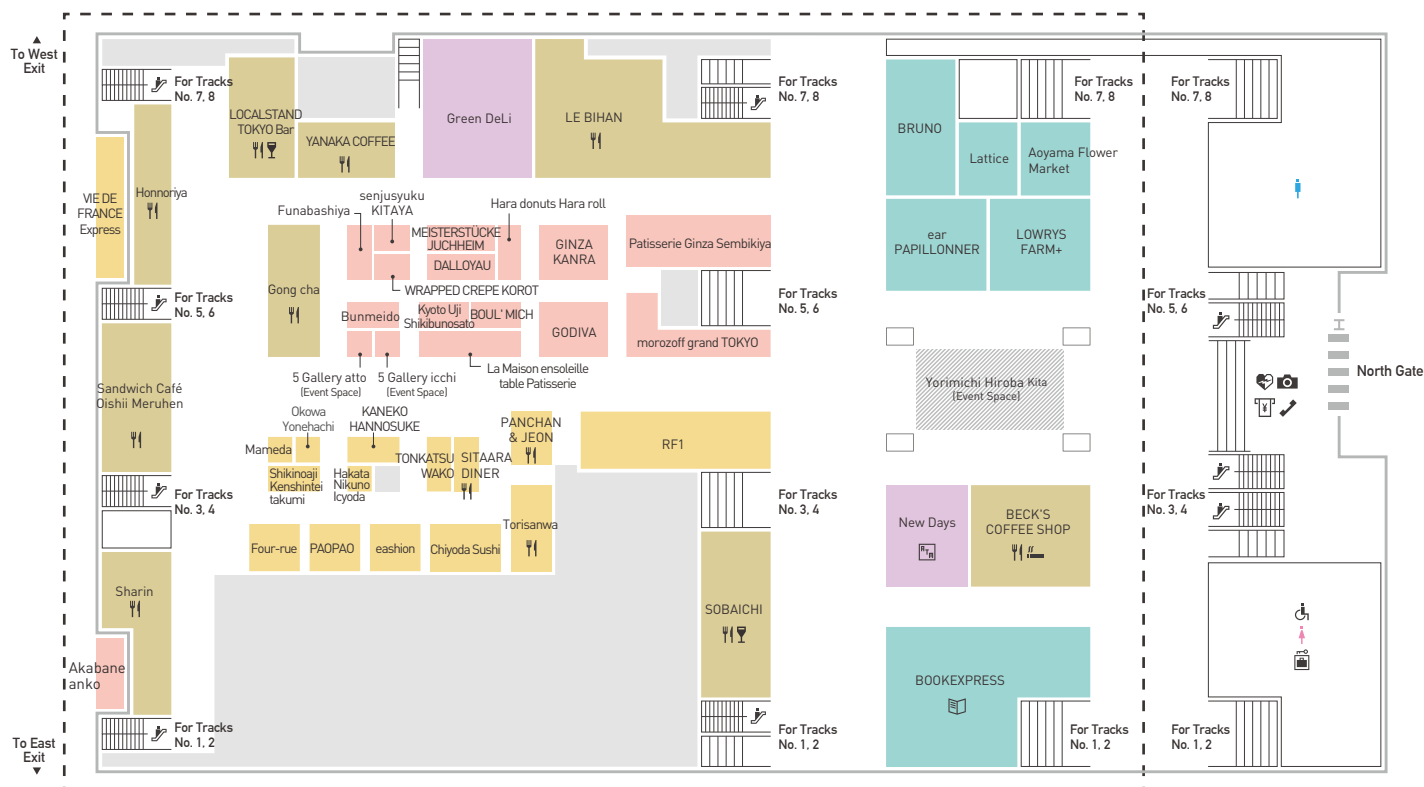 ▲
To West
Exit
For Tracks
No. 7, 8
LOCALSTAND
TOKYO Bar
YANAKA COFFEE
Green DeLi
LE BIHAN
For Tracks
No. 7, 8
BRUNO
Lattice
Aoyama Flower
Market
For Tracks
No. 7, 8
For Tracks
No. 7, 8
VIE DE
FRANCE
Express
Honnoriya
Funabashiya
senjusyuku
KITAYA
Hara donuts Hara roll
MEISTERSTÜCKE
JUCHHEIM
DALLOYAU
GINZA
KANRA
Patisserie Ginza Sembikiya
ear
PAPILLONNER
LOWRYS
FARM+
WRAPPED CREPE KOROT
Gong cha
For Tracks
No. 5, 6
Bunmeido
Kyoto Uji
Shikibunosato
BOUL' MICH
GODIVA
morozoff grand TOKYO
For Tracks
No. 5, 6
For Tracks
No. 5, 6
La Maison ensoleille
table Patisserie
5 Gallery atto
(Event Space)
5 Gallery icchi
(Event Space)
Yorimichi Hiroba Kita
(Event Space)
North Gate
Sandwich Café
Oishii Meruhen
Okowa
Yonehachi
KANEKO
HANNOSUKE
Mameda
Shikinoaji
Kenshintei
takumi
Hakata
Nikuno
Icyoda
TONKATSU
WAKO
SITAARA
DINER
PANCHAN
& JEON
RF1
For Tracks
No. 3, 4
Torisanwa
For Tracks
No. 3, 4
New Days
RTR
BECK'S
COFFEE SHOP
For Tracks
No. 3, 4
Four-rue
PAOPAO
eashion
Chiyoda Sushi
Sharin
SOBAICHI
Akabane
anko
BOOKEXPRESS
For Tracks
No. 1, 2
For Tracks
No. 1, 2
For Tracks
No. 1, 2
For Tracks
No. 1, 2
To East
Exit
▼
¥